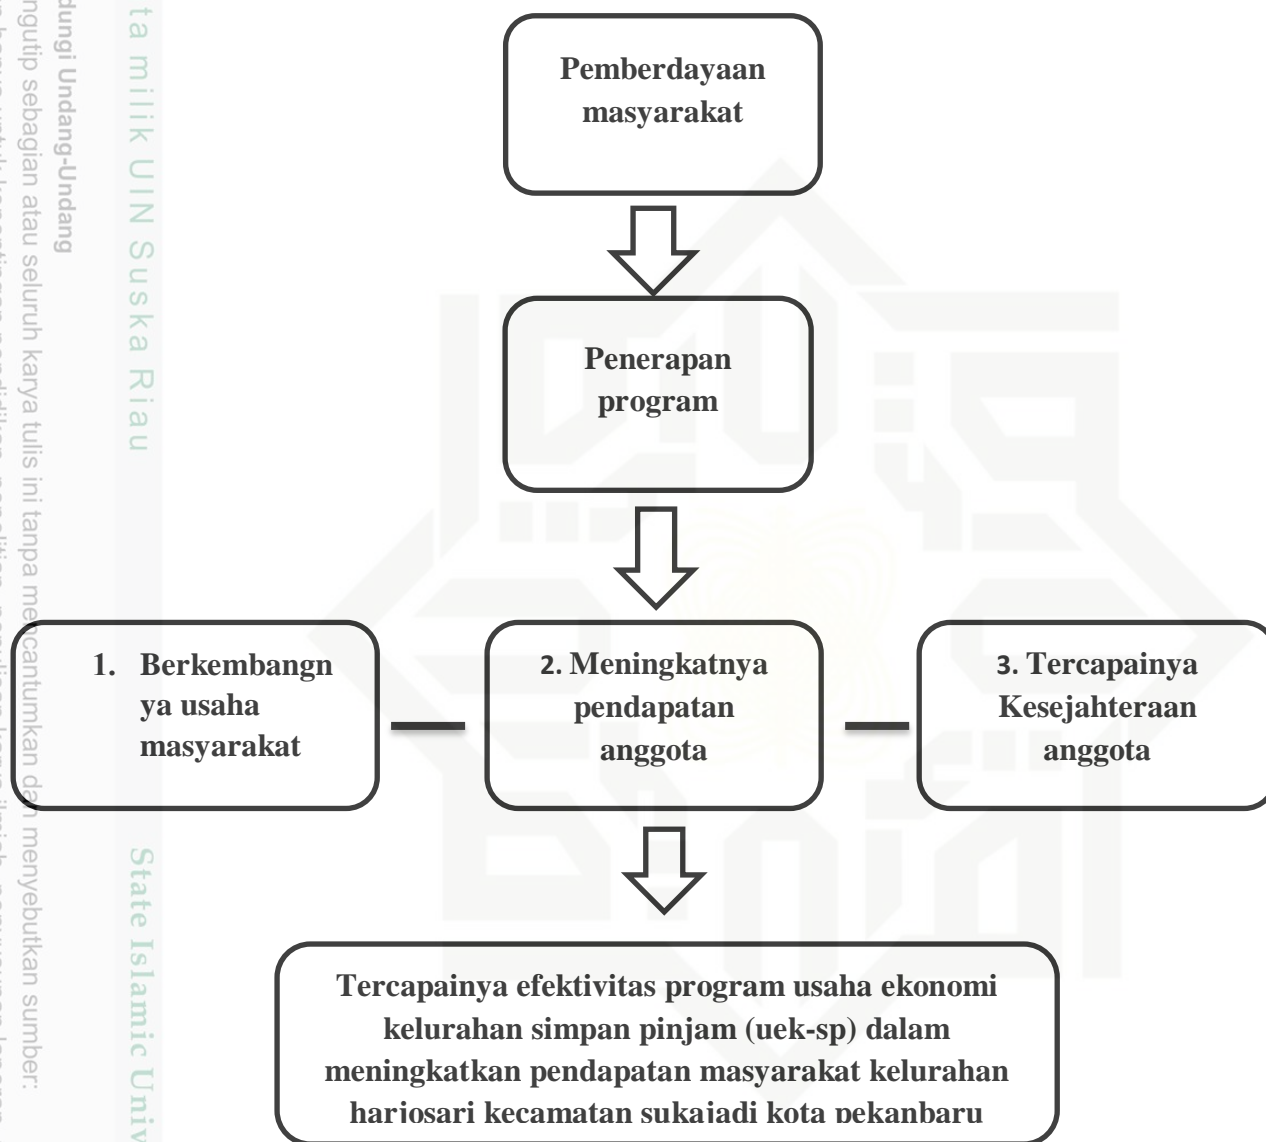 Pemberdayaan
masyarakat
Penerapan
program
1. Berkembangn
ya usaha
masyarakat
2. Meningkatnya
pendapatan
anggota
3. Tercapainya
Kesejahteraan
anggota
Tercapainya efektivitas program usaha ekonomi
kelurahan simpan pinjam (uek-sp) dalam
meningkatkan pendapatan masyarakat kelurahan
harjosari kecamatan sukajadi kota pekanbaru
ta milik UIN Suska Riau
State Islamic Univ
dungi Undang-Undang
ngutip sebagian atau seluruh karya tulis ini tanpa mencantumkan dan menyebutkan sumber: